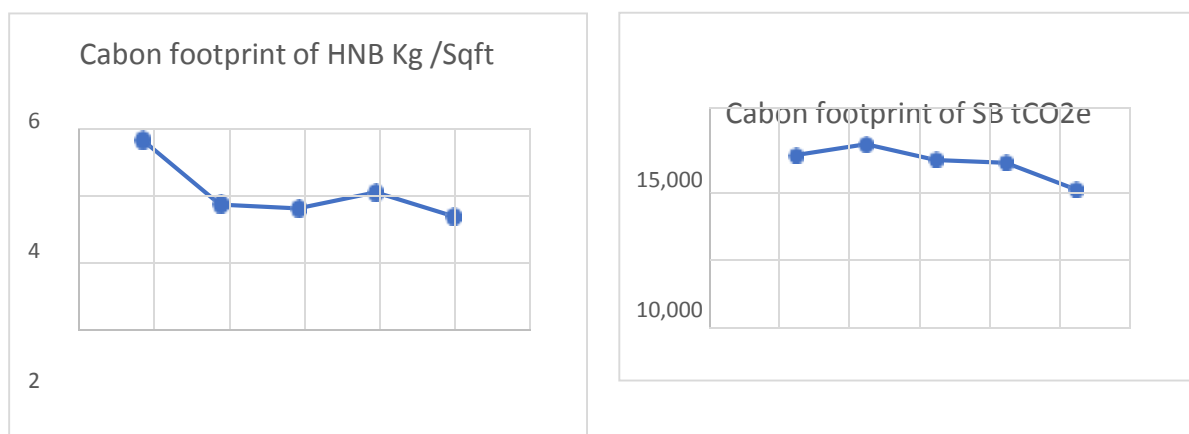 Cabon footprint of HNB Kg /Sqft
6
4
2
Cabon footprint of SB tCO2e
15,000
10,000